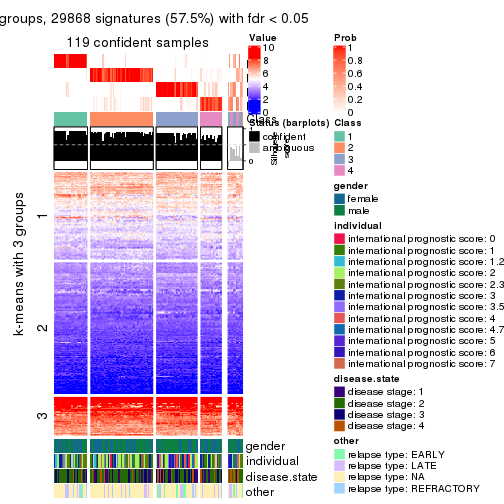 groups, 29868 signatures (57.5%) with fdr < 0.05
119 confident samples
k-means with 3 groups
1
2
3
Class
Silhouette score
1
0
gender
individual
disease.state
other
Value
10
8
6
4
2
0
Status (barplots)
confident
ambiguous
Prob
1
0.8
0.6
0.4
0.2
0
Class
1
2
3
4
gender
female
male
individual
international prognostic score: 0
international prognostic score: 1
international prognostic score: 1.2
international prognostic score: 2
international prognostic score: 2.3
international prognostic score: 3
international prognostic score: 3.5
international prognostic score: 4
international prognostic score: 4.7
international prognostic score: 5
international prognostic score: 6
international prognostic score: 7
disease.state
disease stage: 1
disease stage: 2
disease stage: 3
disease stage: 4
other
relapse type: EARLY
relapse type: LATE
relapse type: NA
relapse type: REFRACTORY